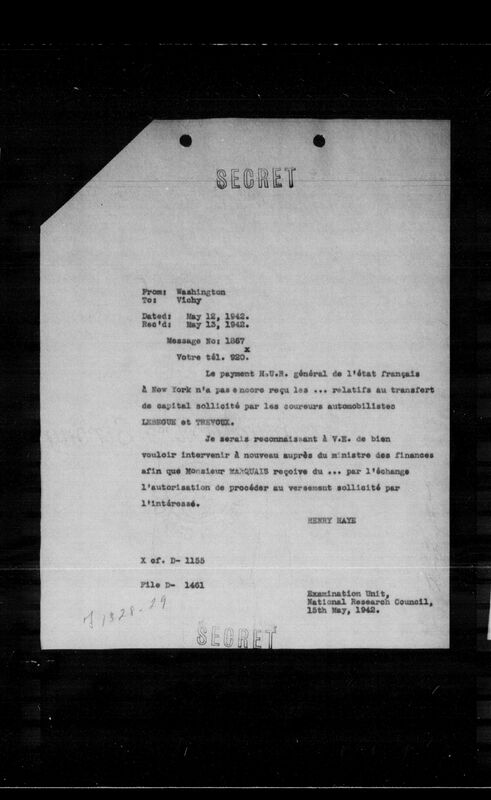 SECRET
From: Washington
To: Vichy
Dated: May 12, 1942.
Rec'd: May 13, 1942.
Message No: 1867
x
Votre tél. 920.
Le payment H.U.R. général de l'état français
à New York n'a pas encore reçu les ... relatifs au transfert
de capital sollicité par les coureurs automobilistes
LEBEGUE et TREVOUX.
Je serais reconnaissant à V.E. de bien
vouloir intervenir à nouveau auprès du ministre des finances
afin que Monsieur MARQUAIS reçoive du ... par l'échange
l'autorisation de procéder au versement sollicité par
l'intéressé.
HENRY HAYE
X cf. D- 1155
File D- 1461
Examination Unit,
National Research Council,
15th May, 1942.
J 1328-29
SECRET